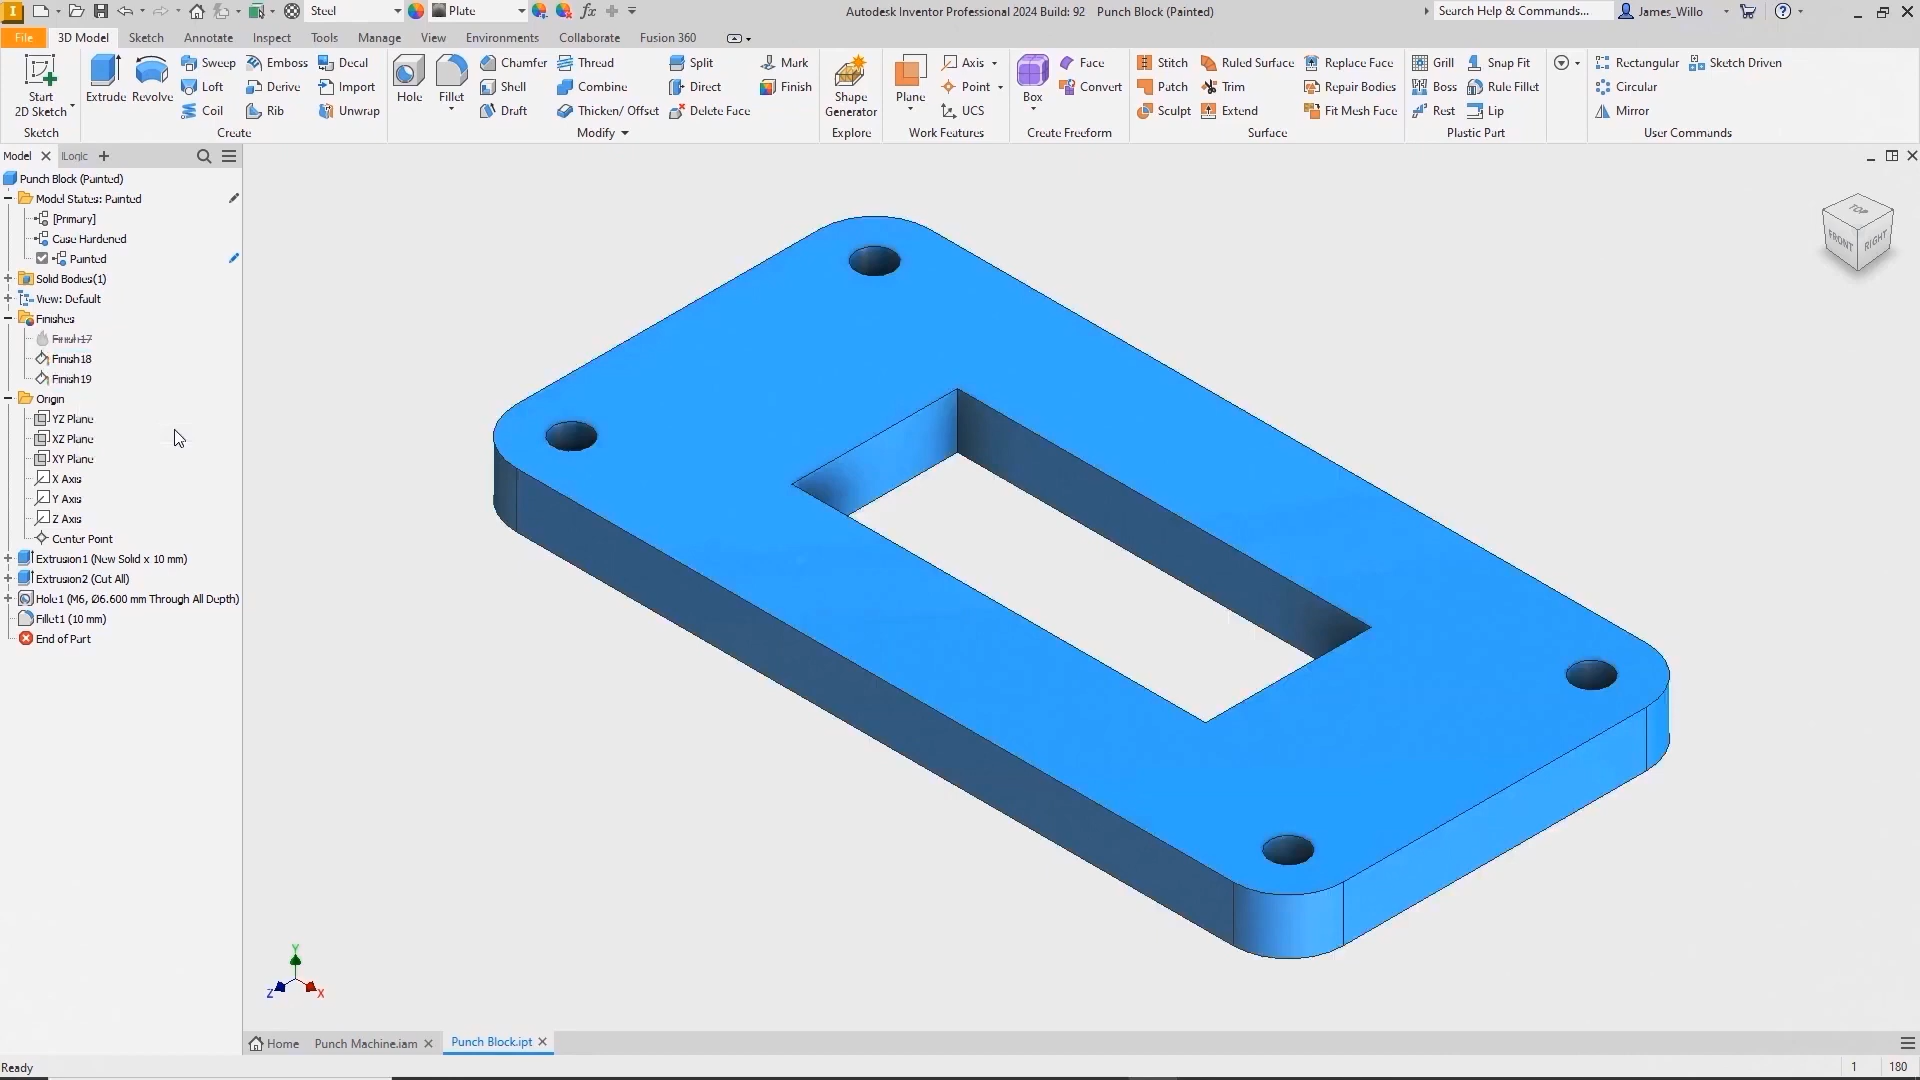 I Steel Plate fx Autodesk Inventor Professional 2024 Build: 92 Punch Block (Painted) Search Help & Commands... James_Willo
File 3D Model Sketch Annotate Inspect Tools Manage View Environments Collaborate Fusion 360
Start
2D Sketch
Sketch
Extrude
Revolve
Sweep
Loft
Coil
Emboss
Derive
Rib
Decal
Import
Unwrap
Create
Hole
Fillet
Chamfer
Shell
Draft
Thread
Combine
Thicken/ Offset
Split
Direct
Delete Face
Mark
Finish
Modify
Shape
Generator
Explore
Plane
Axis
Point
UCS
Work Features
Box
Face
Convert
Create Freeform
Stitch
Patch
Sculpt
Ruled Surface
Trim
Extend
Replace Face
Repair Bodies
Fit Mesh Face
Surface
Grill
Boss
Rest
Snap Fit
Rule Fillet
Lip
Plastic Part
Rectangular
Circular
Mirror
Sketch Driven
User Commands
Model iLogic
Punch Block (Painted)
Model States: Painted
[Primary]
Case Hardened
Painted
Solid Bodies(1)
View: Default
Finishes
Finish17
Finish18
Finish19
Origin
YZ Plane
XZ Plane
XY Plane
X Axis
Y Axis
Z Axis
Center Point
Extrusion1 (New Solid x 10 mm)
Extrusion2 (Cut All)
Hole1 (M6, Ø6.600 mm Through All Depth)
Fillet1 (10 mm)
End of Part
TOP
FRONT
RIGHT
Y
Z
X
Home Punch Machine.iam Punch Block.ipt
Ready 1 180